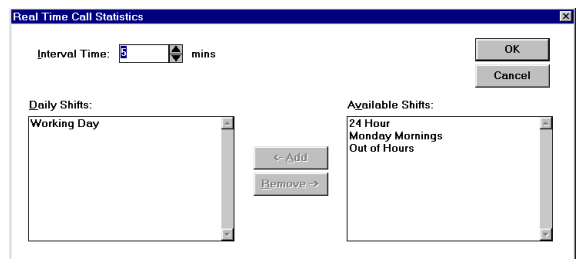 Real Time Call Statistics
Interval Time: 5 mins
OK
Cancel
Daily Shifts:
Working Day
<- Add
Remove ->
Available Shifts:
24 Hour
Monday Mornings
Out of Hours